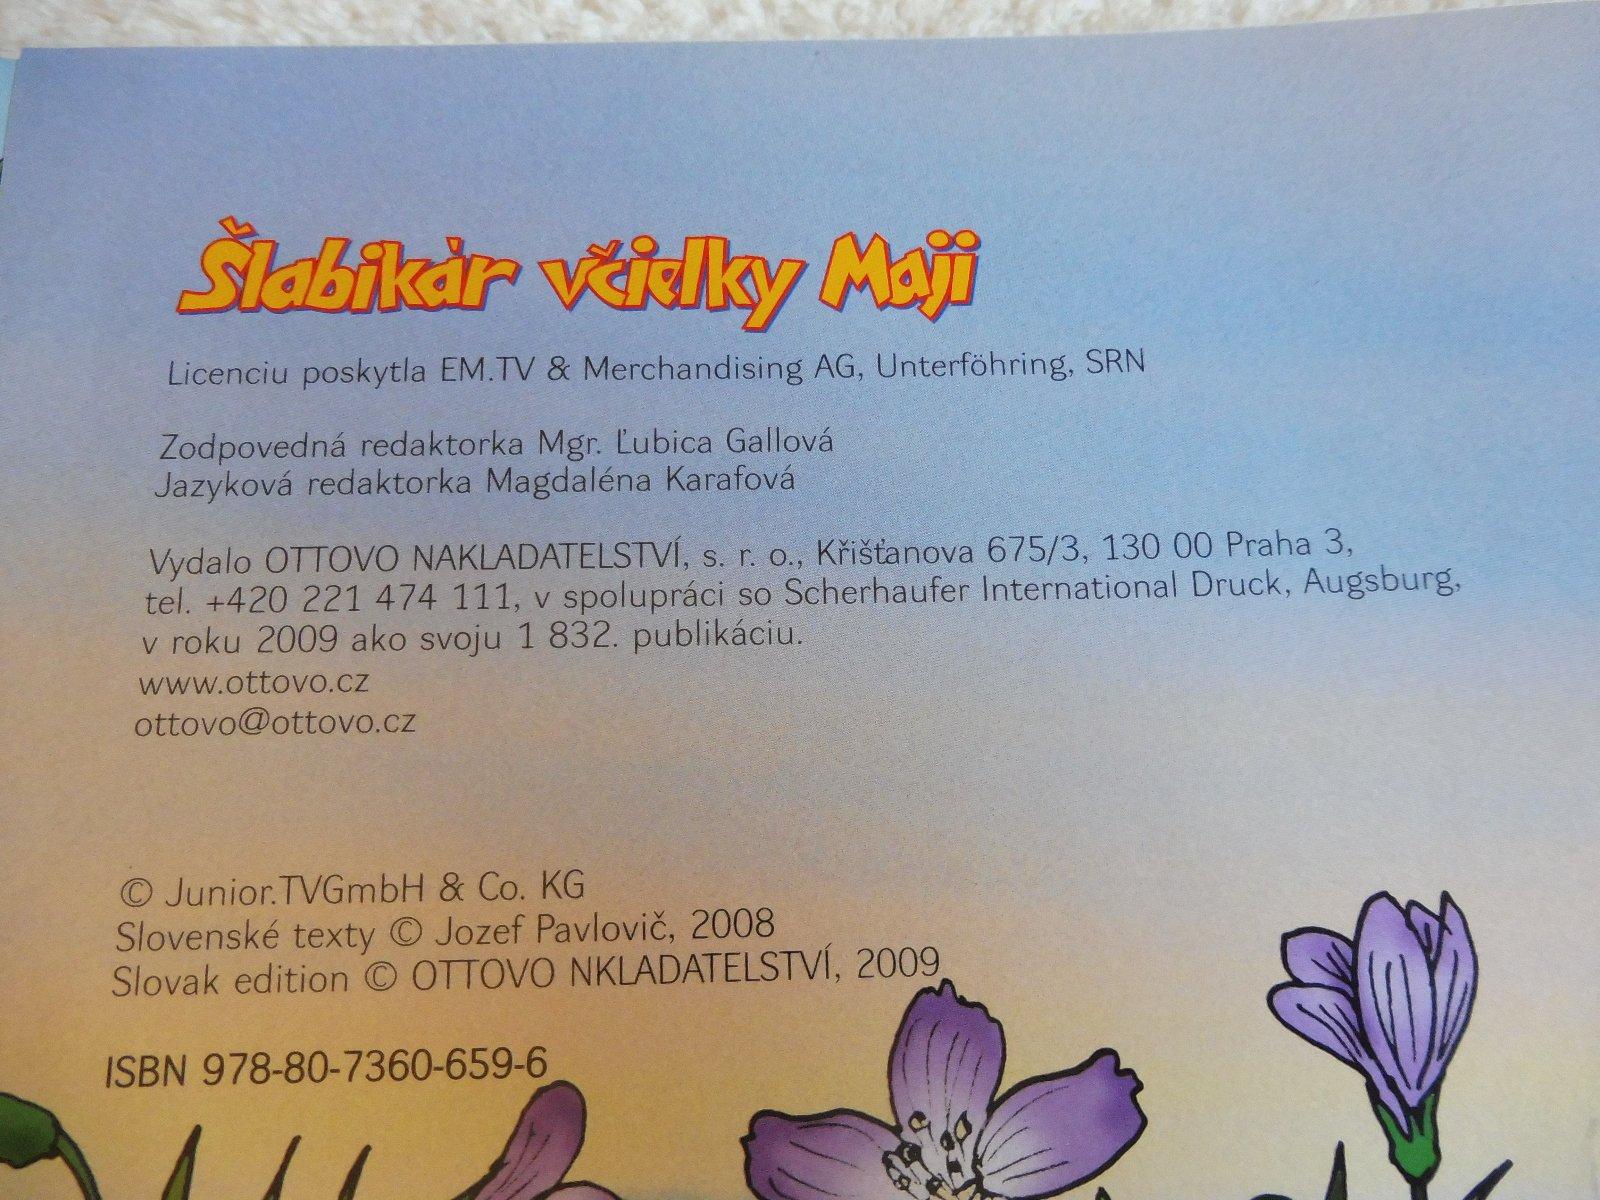 Šlabikár včielky Maji
Licenciu poskytla EM.TV & Merchandising AG, Unterföhring, SRN
Zodpovedná redaktorka Mgr. Ľubica Gallová
Jazyková redaktorka Magdaléna Karafová
Vydalo OTTOVO NAKLADATELSTVÍ, s. r. o., Křišťanova 675/3, 130 00 Praha 3,
tel. +420 221 474 111, v spolupráci so Scherhaufer International Druck, Augsburg,
v roku 2009 ako svoju 1 832. publikáciu.
www.ottovo.cz
ottovo@ottovo.cz
© Junior.TVGmbH & Co. KG
Slovenské texty © Jozef Pavlovič, 2008
Slovak edition © OTTOVO NKLADATELSTVÍ, 2009
ISBN 978-80-7360-659-6